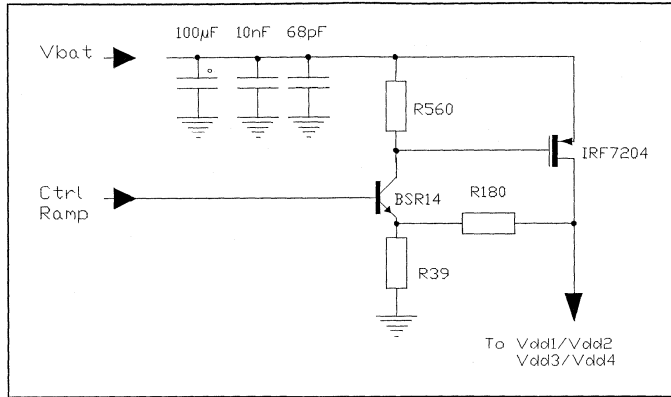 100µF 10nF 68pF
Vbat
R560
IRF7204
Ctrl
Ramp
BSR14
R180
R39
To Vdd1/Vdd2
Vdd3/Vdd4